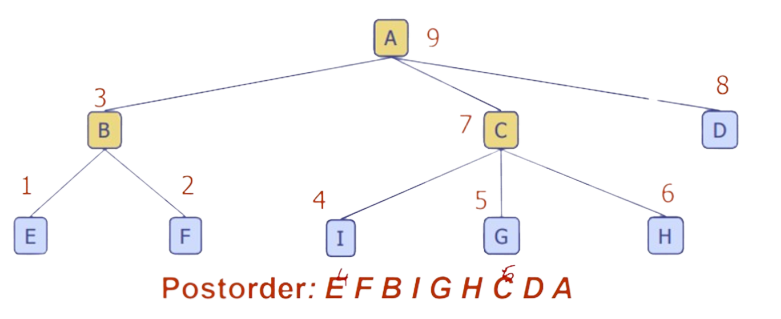 A 9
3 8
B 7 C D
1 2 4 5 6
E F I G H
Postorder: E F B I G H C D A